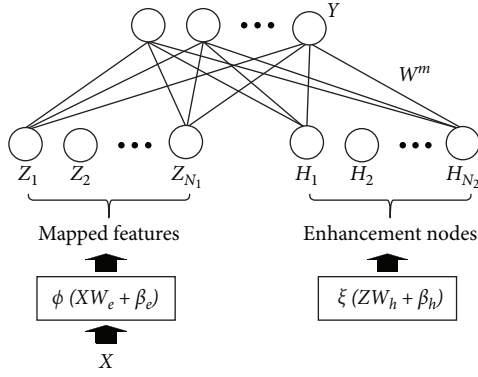 Y
W^m
Z_1 Z_2 ••• Z_{N_1} H_1 H_2 ••• H_{N_2}
Mapped features Enhancement nodes
ϕ (XW_e + β_e) ξ (ZW_h + β_h)
X